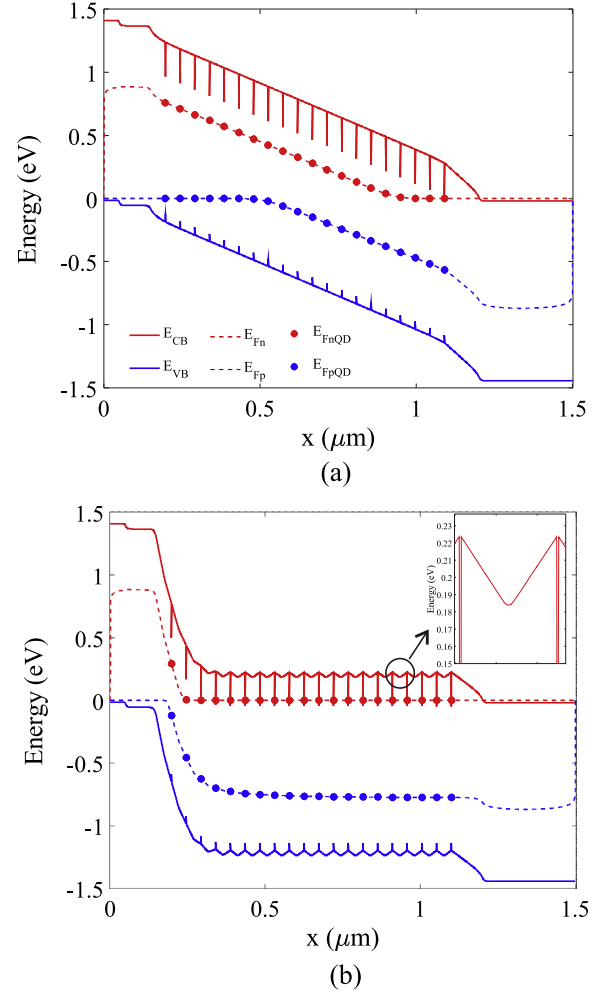 1.5
1
0.5
0
-0.5
-1
-1.5
Energy (eV)
E_CB
E_Fn
E_FnQD
E_VB
E_Fp
E_FpQD
0
0.5
1
1.5
x (μm)
(a)
1.5
1
0.5
0
-0.5
-1
-1.5
Energy (eV)
0.23
0.22
0.21
0.20
0.19
0.18
0.17
0.16
0.15
Energy (eV)
0
0.5
1
1.5
x (μm)
(b)